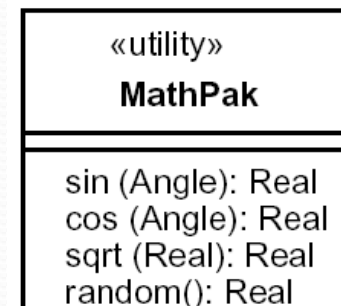 «utility»
MathPak
sin (Angle): Real
cos (Angle): Real
sqrt (Real): Real
random(): Real